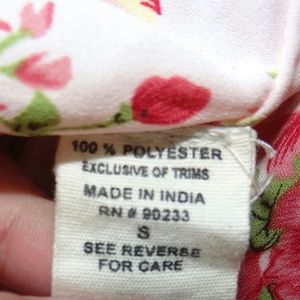 100 % POLYESTER
EXCLUSIVE OF TRIMS
MADE IN INDIA
RN # 90233
S
SEE REVERSE
FOR CARE